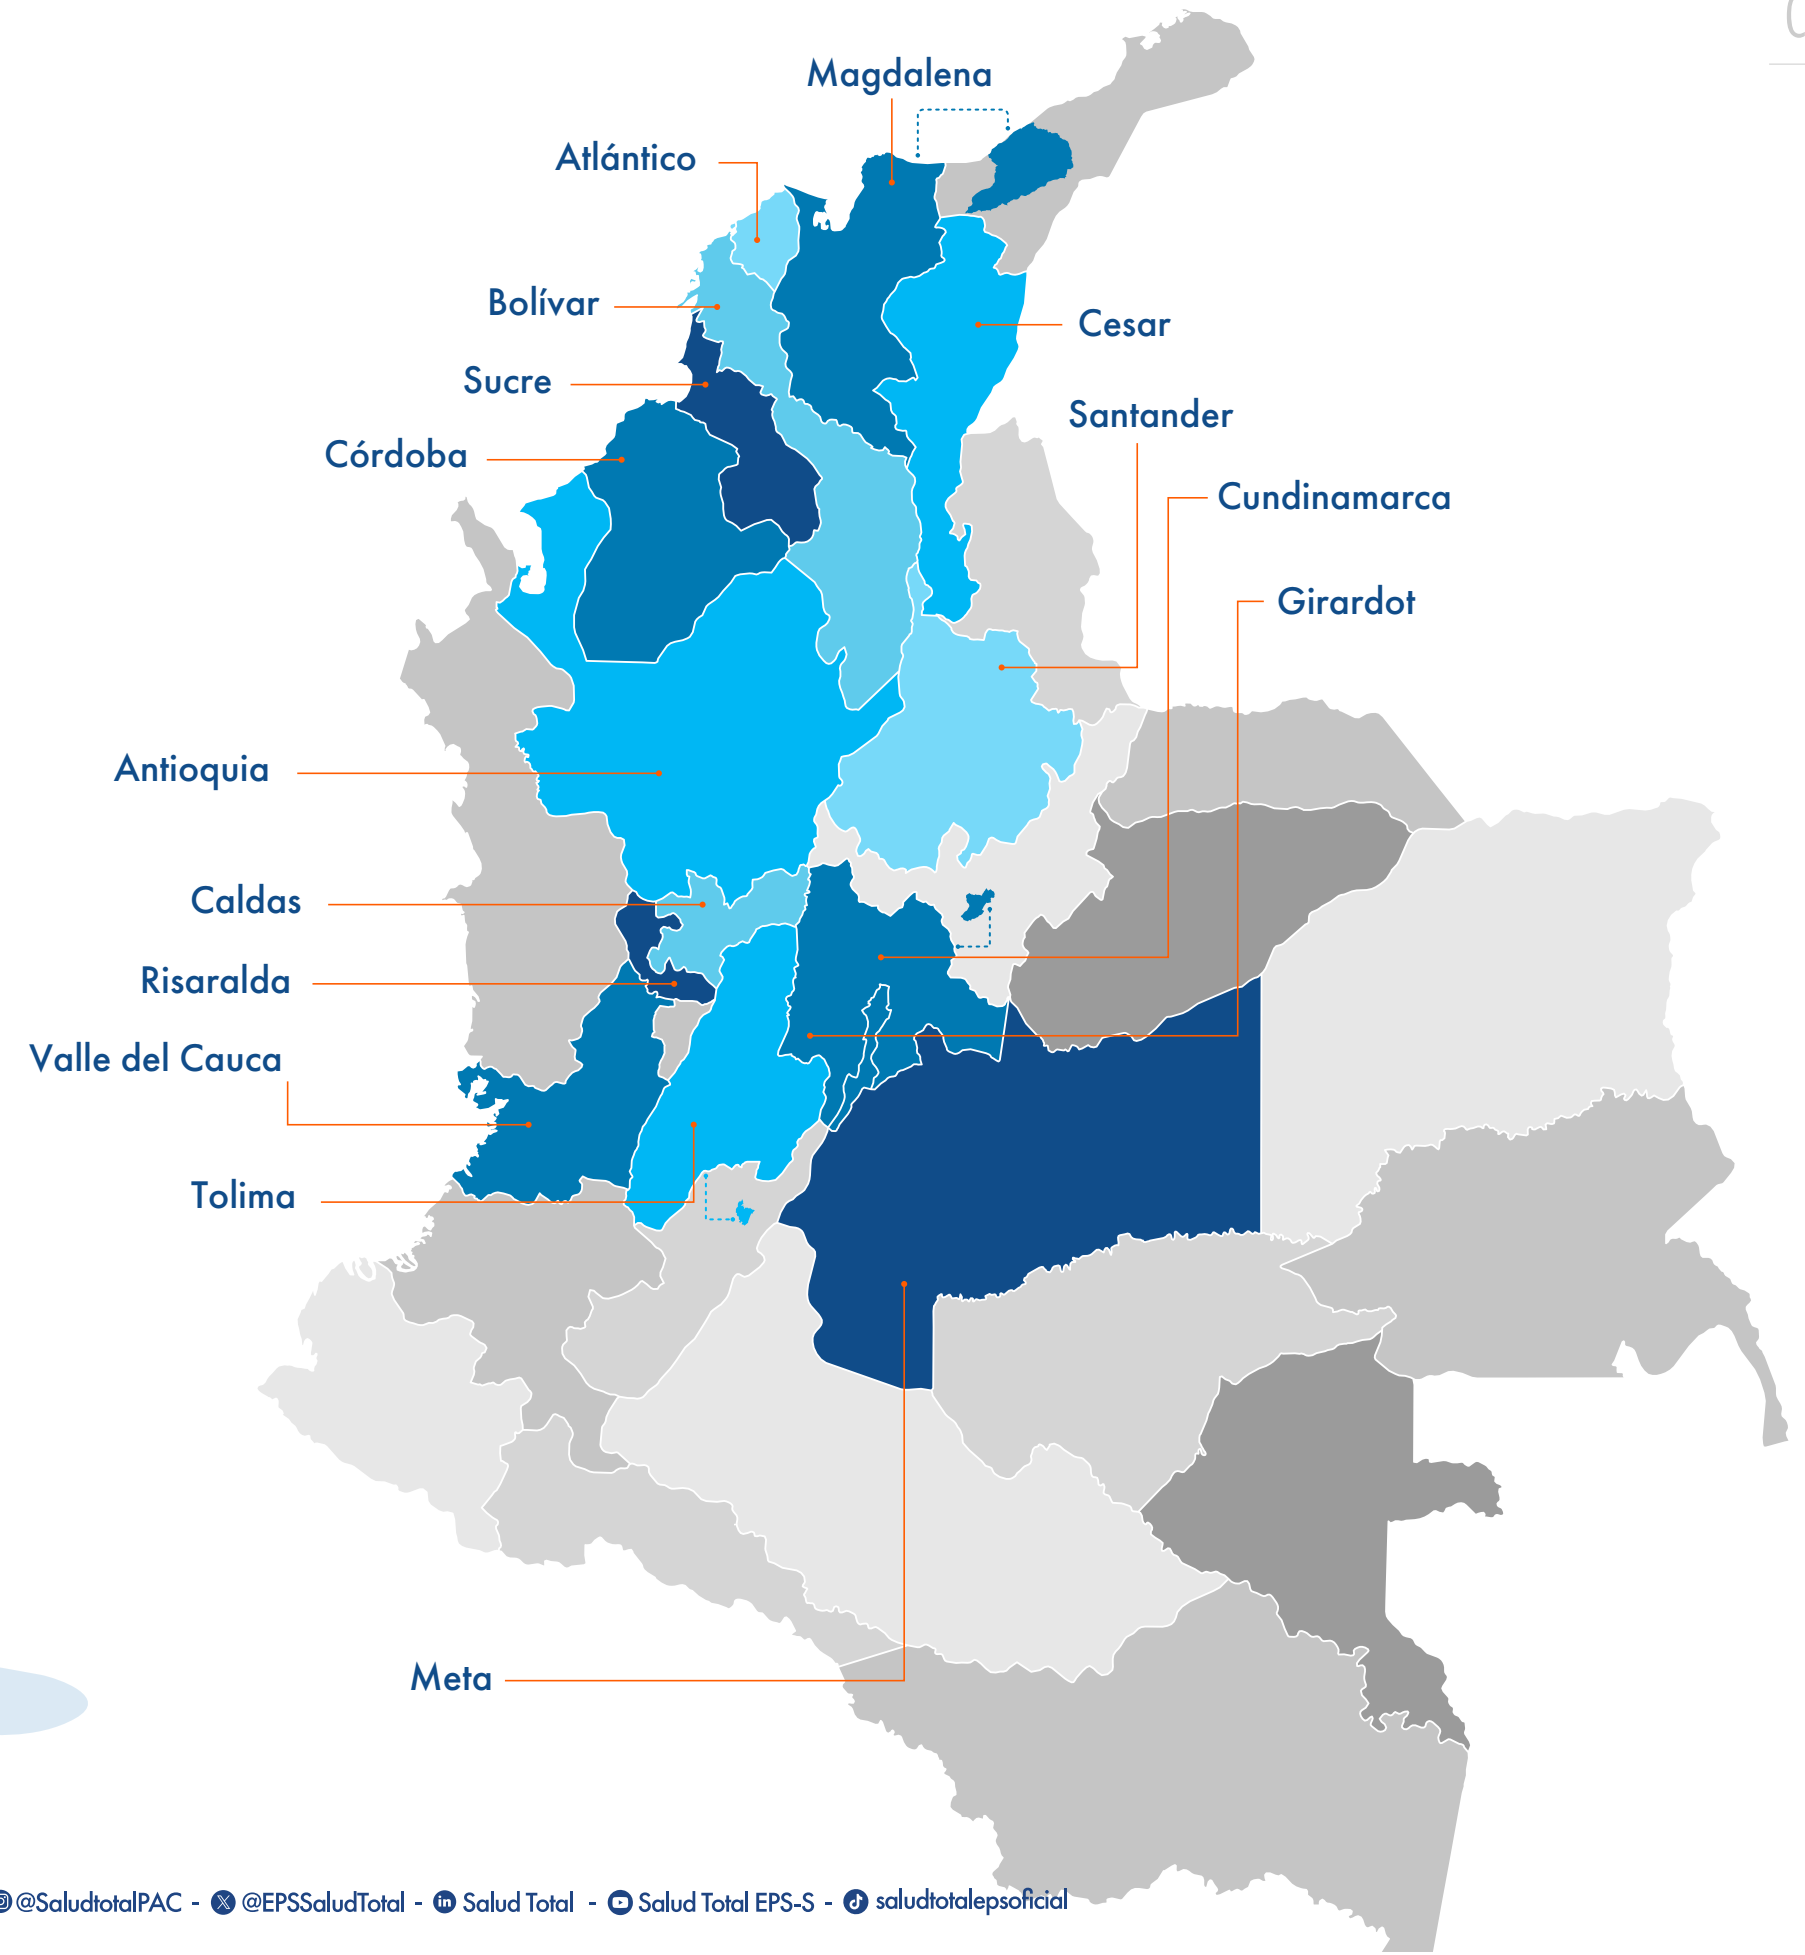 Magdalena
Atlántico
Bolívar
Cesar
Sucre
Santander
Córdoba
Cundinamarca
Girardot
Antioquia
Caldas
Risaralda
Valle del Cauca
Tolima
Meta
@SaludtotalPAC - @EPSSaludTotal - Salud Total - Salud Total EPS-S - saludtotalepsoficial